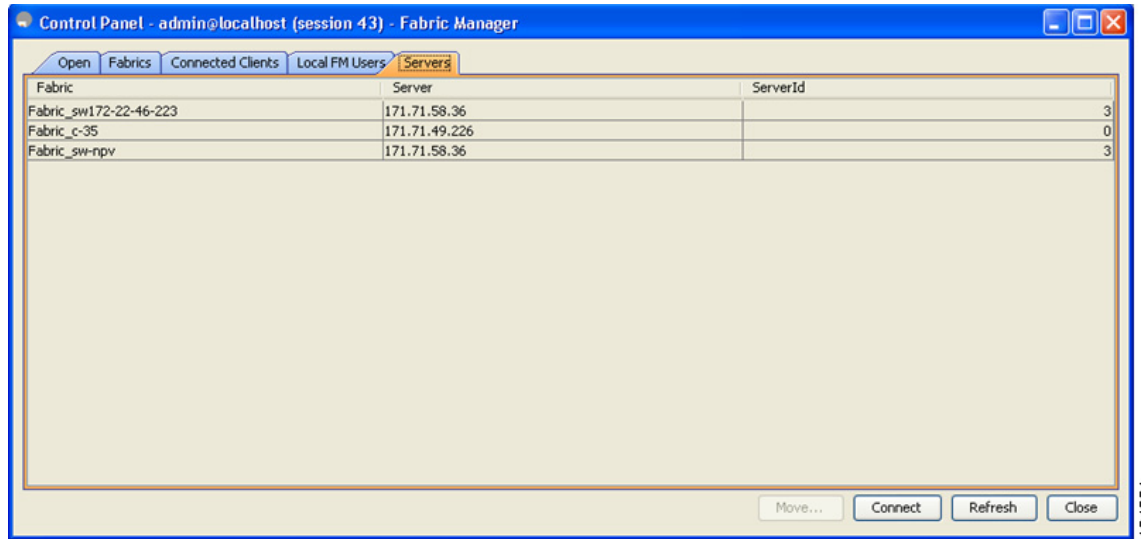 Control Panel - admin@localhost (session 43) - Fabric Manager
Open Fabrics Connected Clients Local FM Users Servers
Fabric Server ServerId
Fabric_sw172-22-46-223 171.71.58.36 3
Fabric_c-35 171.71.49.226 0
Fabric_sw-npv 171.71.58.36 3
Move... Connect Refresh Close